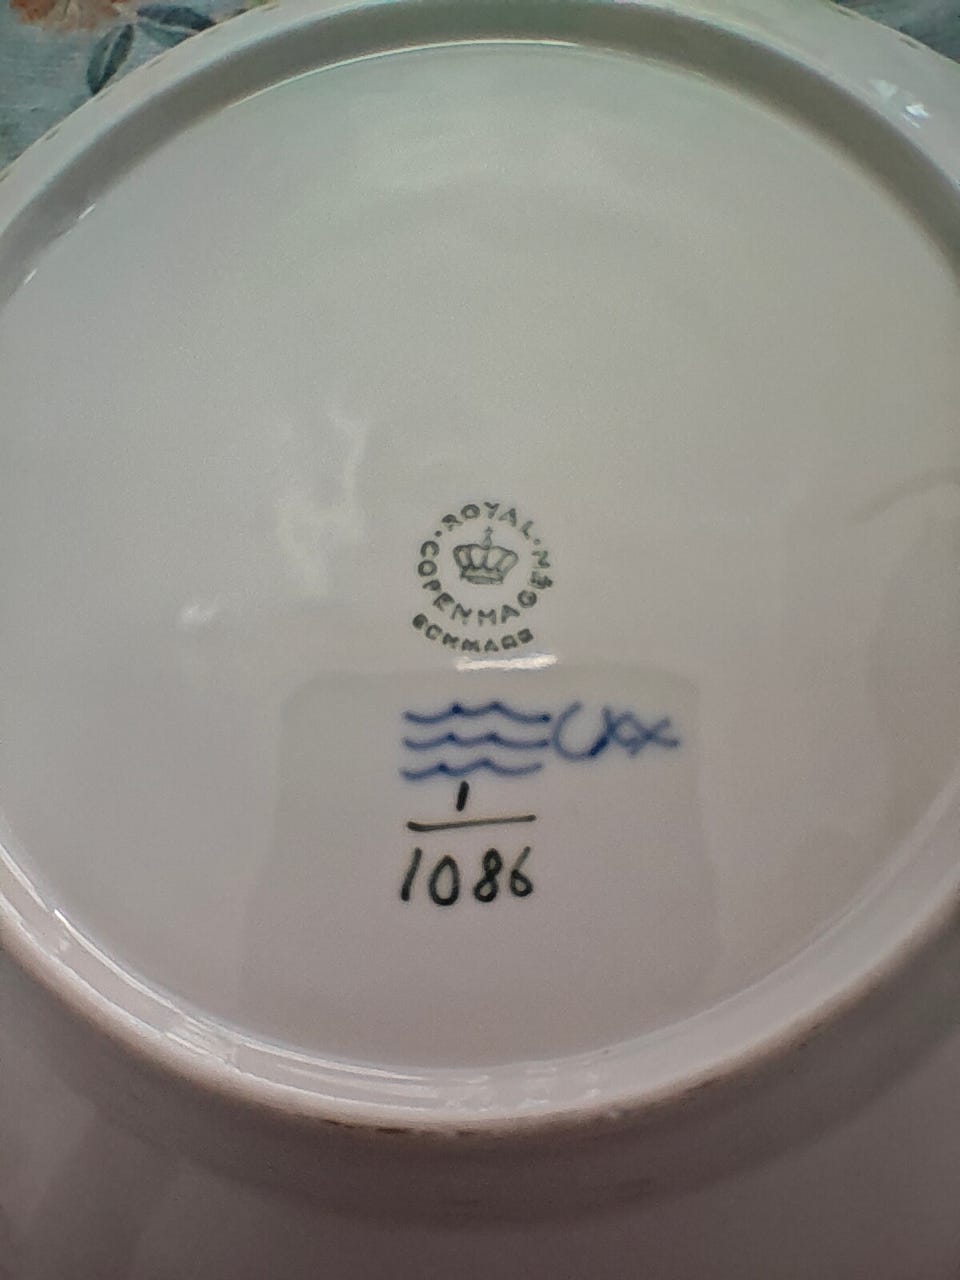 ROYAL
COPENHAGEN
DENMARK
1
1086